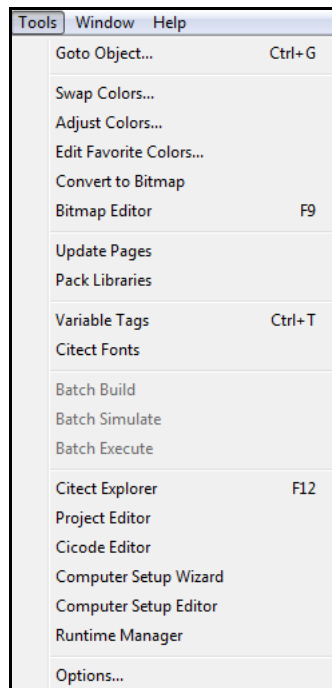 Tools Window Help
Goto Object... Ctrl+G
Swap Colors...
Adjust Colors...
Edit Favorite Colors...
Convert to Bitmap
Bitmap Editor F9
Update Pages
Pack Libraries
Variable Tags Ctrl+T
Citect Fonts
Batch Build
Batch Simulate
Batch Execute
Citect Explorer F12
Project Editor
Cicode Editor
Computer Setup Wizard
Computer Setup Editor
Runtime Manager
Options...